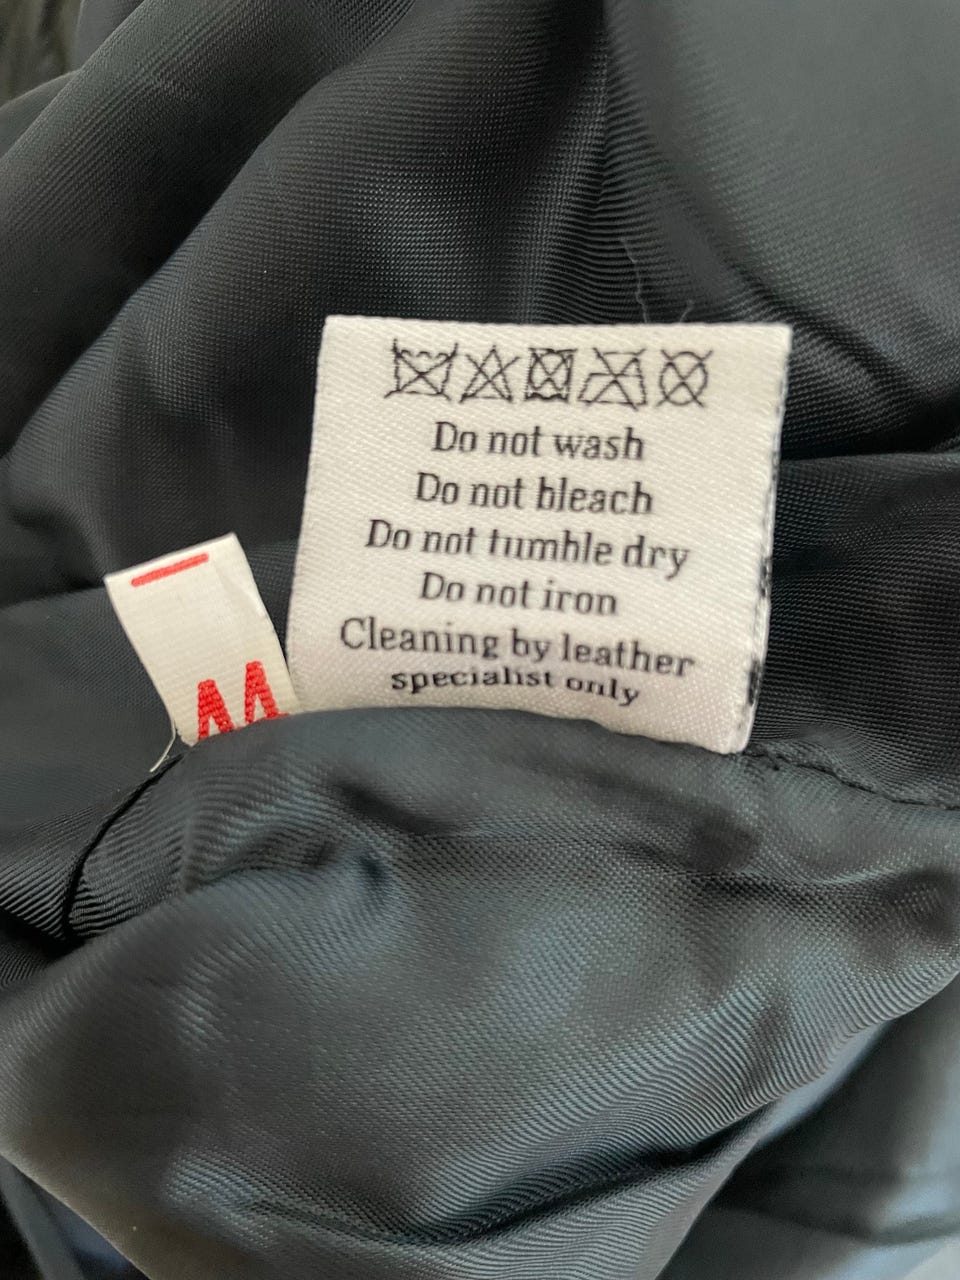 Do not wash
Do not bleach
Do not tumble dry
Do not iron
Cleaning by leather
specialist only